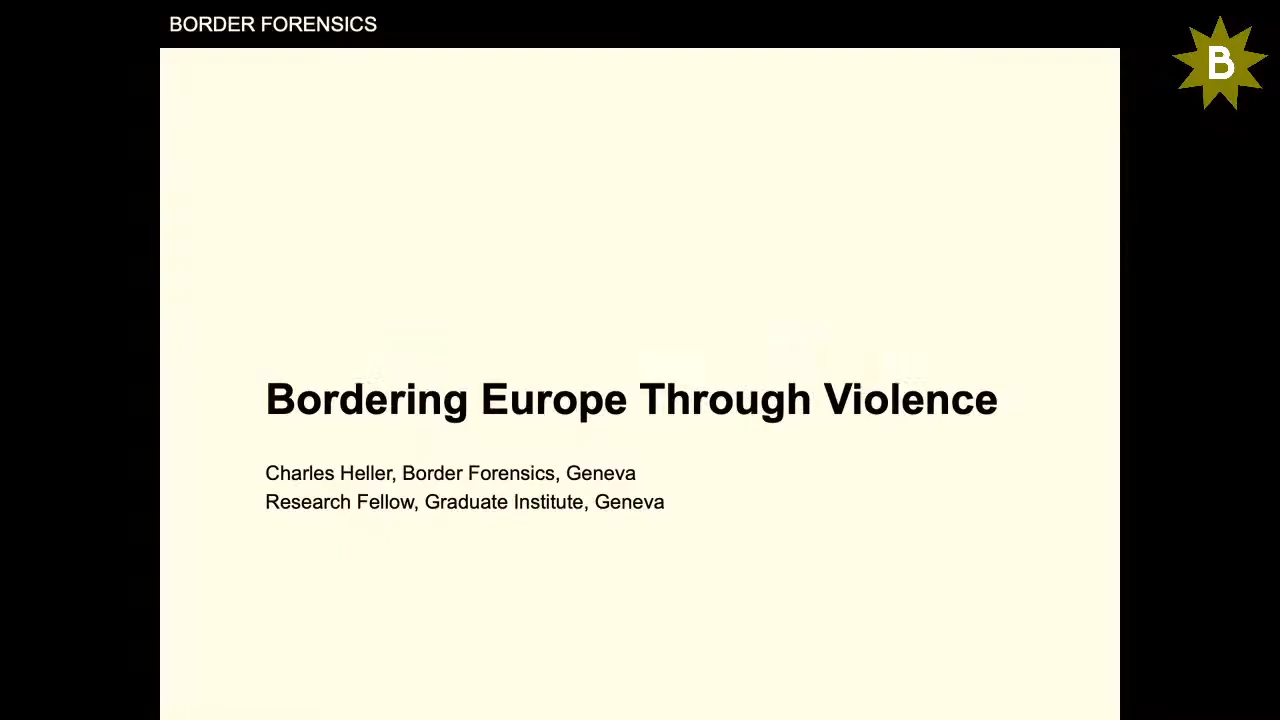 BORDER FORENSICS
B
Bordering Europe Through Violence
Charles Heller, Border Forensics, Geneva
Research Fellow, Graduate Institute, Geneva